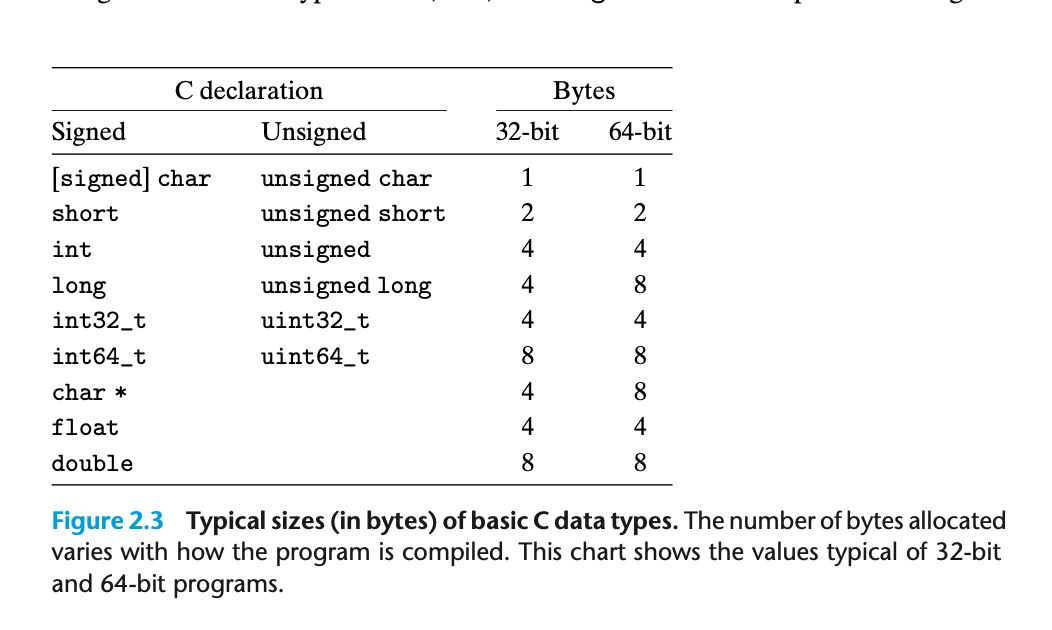 C declaration Bytes
Signed Unsigned 32-bit 64-bit
[signed] char unsigned char 1 1
short unsigned short 2 2
int unsigned 4 4
long unsigned long 4 8
int32_t uint32_t 4 4
int64_t uint64_t 8 8
char * 4 8
float 4 4
double 8 8
Figure 2.3 Typical sizes (in bytes) of basic C data types. The number of bytes allocated
varies with how the program is compiled. This chart shows the values typical of 32-bit
and 64-bit programs.